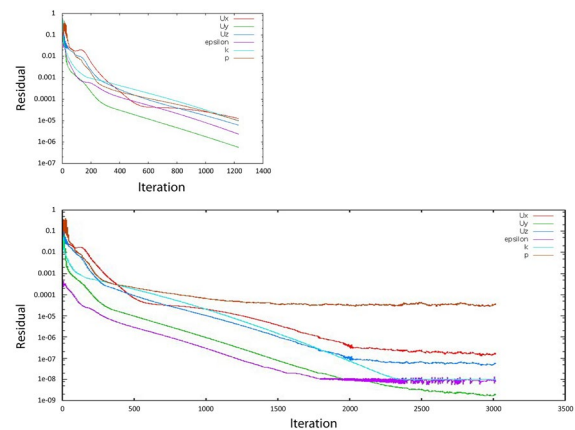 1
0.1
0.01
0.001
0.0001
1e-05
1e-06
1e-07
0 200 400 600 800 1000 1200 1400
Ux
Uy
Uz
epsilon
k
p
Residual
Iteration
1
0.1
0.01
0.001
0.0001
1e-05
1e-06
1e-07
1e-08
1e-09
0 500 1000 1500 2000 2500 3000 3500
Ux
Uy
Uz
epsilon
k
p
Residual
Iteration